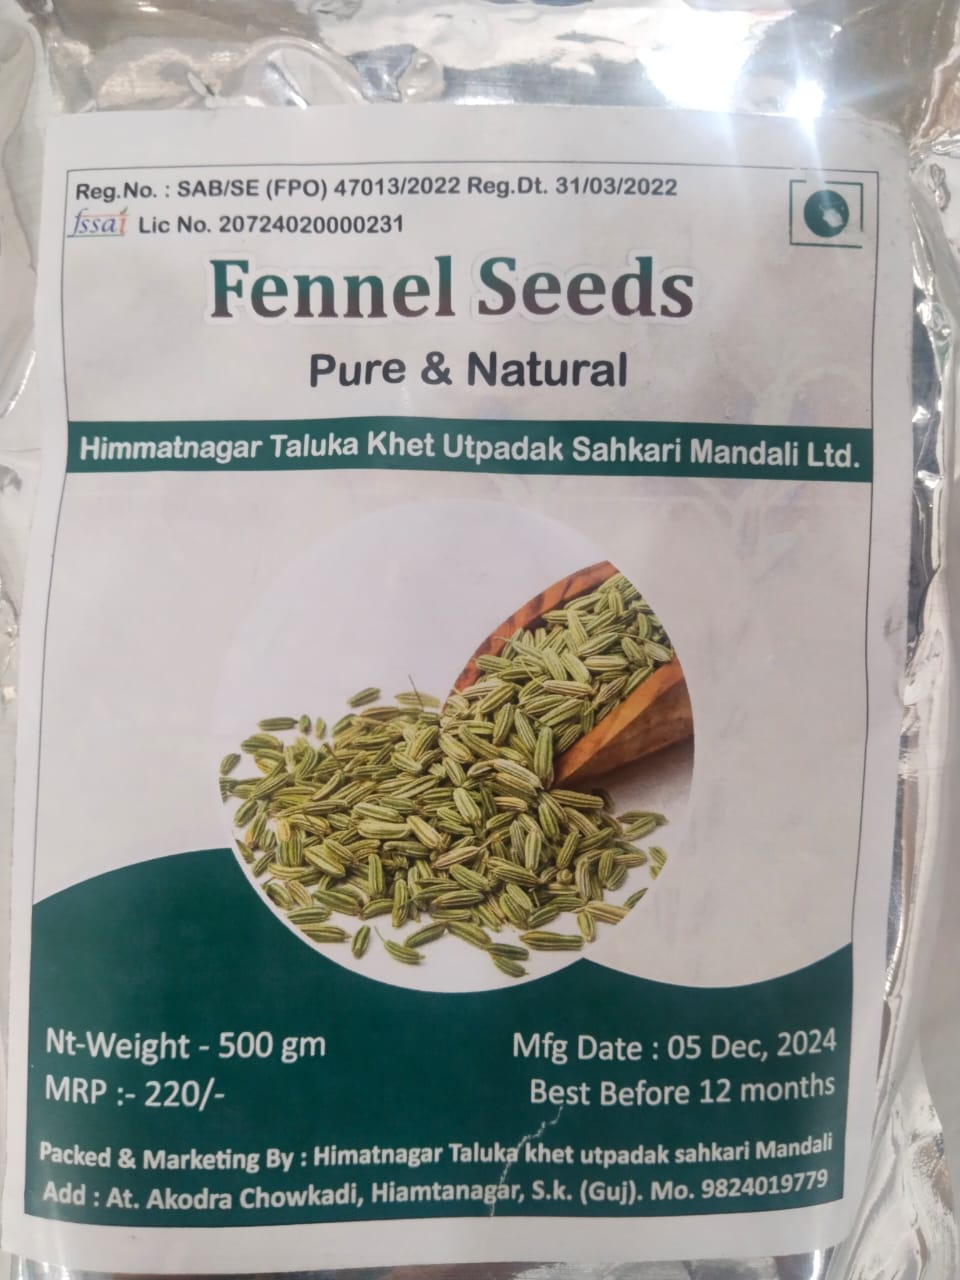 Reg.No. : SAB/SE (FPO) 47013/2022 Reg.Dt. 31/03/2022
fssai Lic No. 20724020000231
Fennel Seeds
Pure & Natural
Himmatnagar Taluka Khet Utpadak Sahkari Mandali Ltd.
Nt-Weight - 500 gm
MRP :- 220/-
Mfg Date : 05 Dec, 2024
Best Before 12 months
Packed & Marketing By : Himatnagar Taluka khet utpadak sahkari Mandali
Add : At. Akodra Chowkadi, Hiamtanagar, S.k. (Guj). Mo. 9824019779